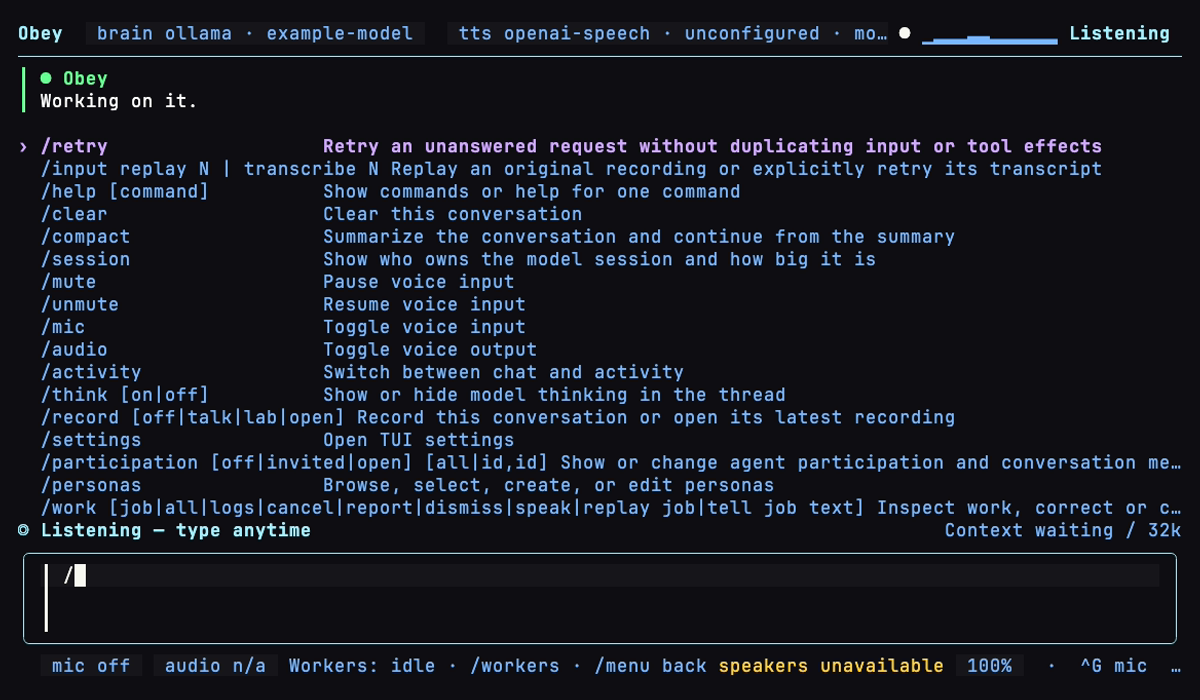 Obey brain ollama · example-model tts openai-speech · unconfigured · mo… ● Listening
● Obey
Working on it.
› /retry Retry an unanswered request without duplicating input or tool effects
/input replay N | transcribe N Replay an original recording or explicitly retry its transcript
/help [command] Show commands or help for one command
/clear Clear this conversation
/compact Summarize the conversation and continue from the summary
/session Show who owns the model session and how big it is
/mute Pause voice input
/unmute Resume voice input
/mic Toggle voice input
/audio Toggle voice output
/activity Switch between chat and activity
/think [on|off] Show or hide model thinking in the thread
/record [off|talk|lab|open] Record this conversation or open its latest recording
/settings Open TUI settings
/participation [off|invited|open] [all|id,id] Show or change agent participation and conversation me…
/personas Browse, select, create, or edit personas
/work [job|all|logs|cancel|report|dismiss|speak|replay job|tell job text] Inspect work, correct or c…
◎ Listening — type anytime Context waiting / 32k
/
mic off audio n/a Workers: idle · /workers · /menu back speakers unavailable 100% · ^G mic …